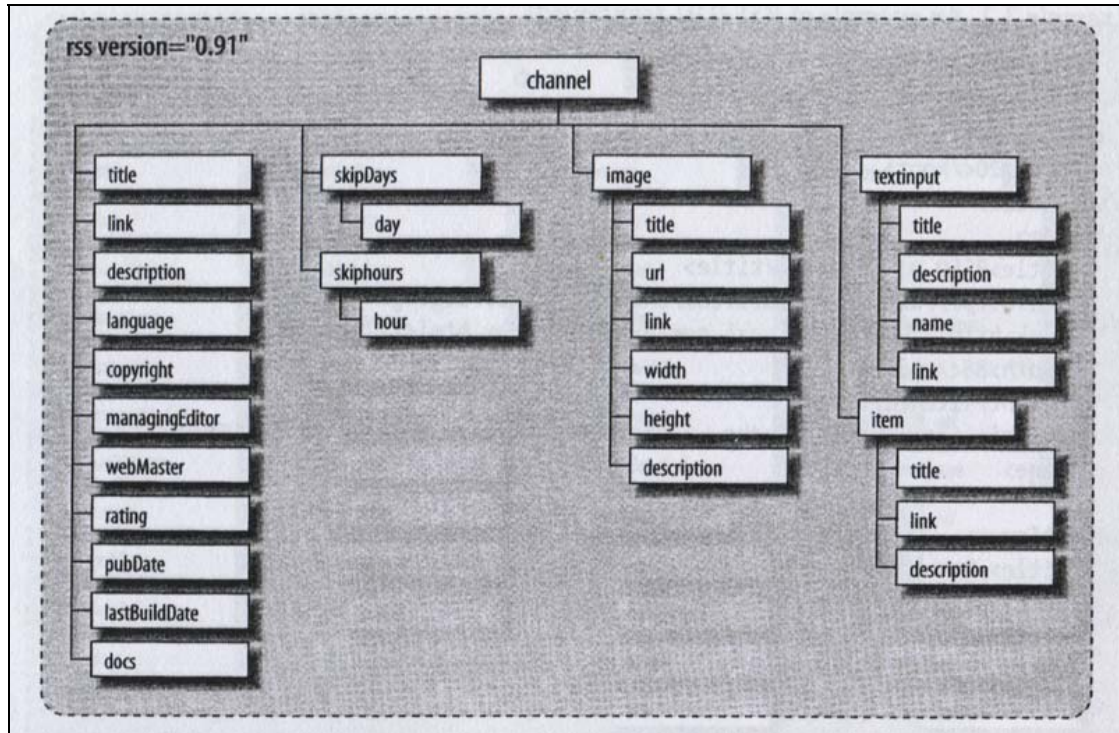 rss version="0.91"
channel
title
link
description
language
copyright
managingEditor
webMaster
rating
pubDate
lastBuildDate
docs
skipDays
day
skiphours
hour
image
title
url
link
width
height
description
textinput
title
description
name
link
item
title
link
description